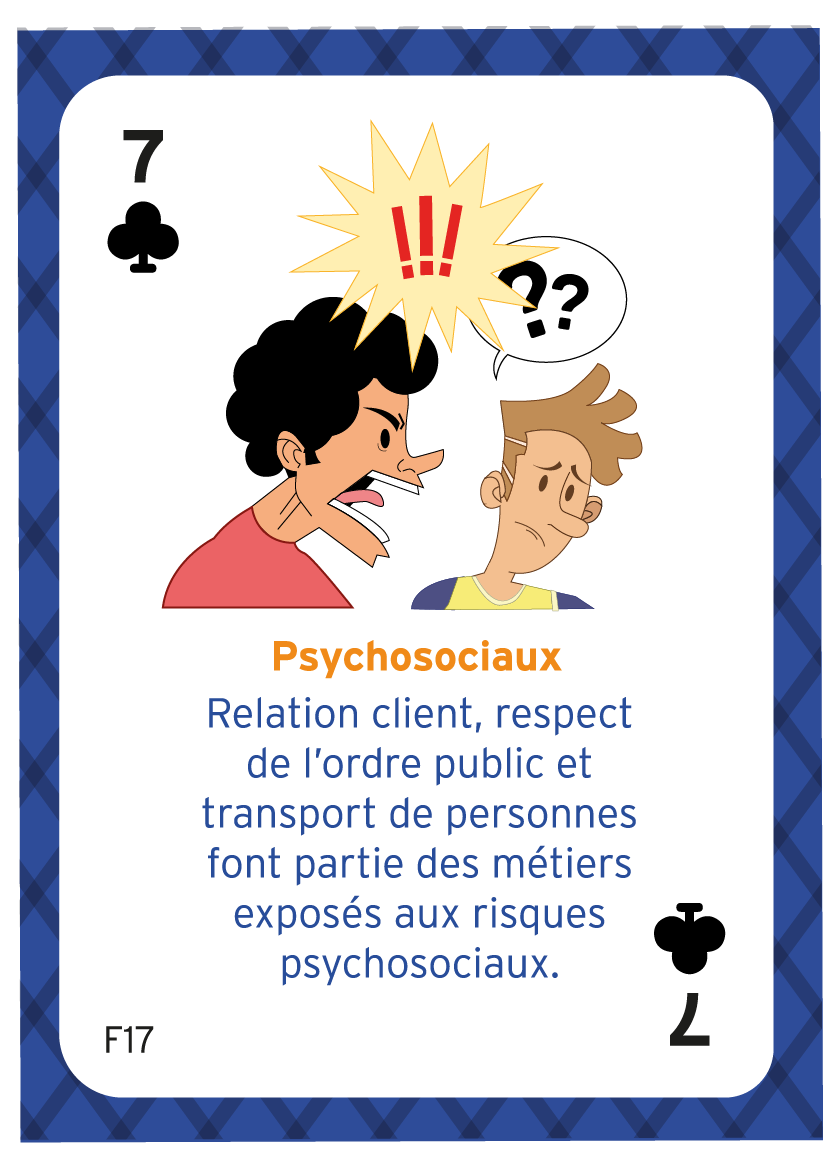 7
!!!
??
Psychosociaux
Relation client, respect
de l’ordre public et
transport de personnes
font partie des métiers
exposés aux risques
psychosociaux.
F17
7